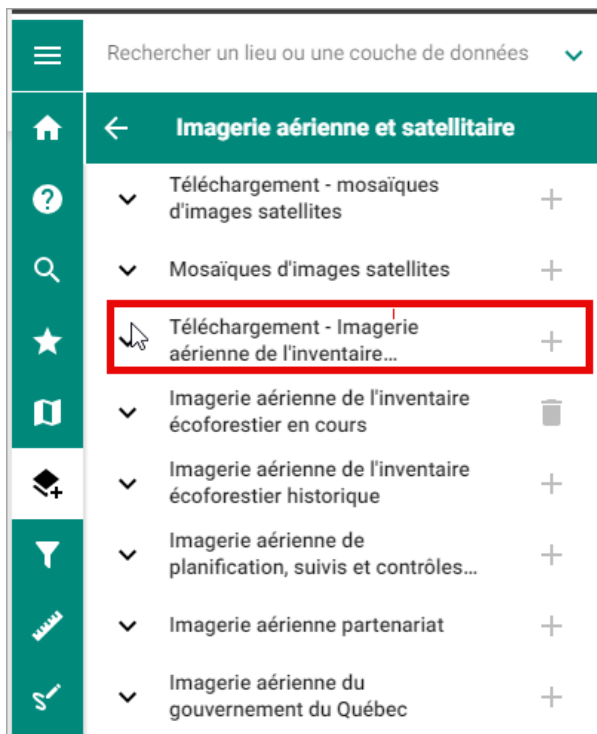 Rechercher un lieu ou une couche de données
Imagerie aérienne et satellitaire
Téléchargement - mosaïques
d'images satellites
Mosaïques d'images satellites
Téléchargement - Imagerie
aérienne de l'inventaire...
Imagerie aérienne de l'inventaire
écoforestier en cours
Imagerie aérienne de l'inventaire
écoforestier historique
Imagerie aérienne de
planification, suivis et contrôles...
Imagerie aérienne partenariat
Imagerie aérienne du
gouvernement du Québec